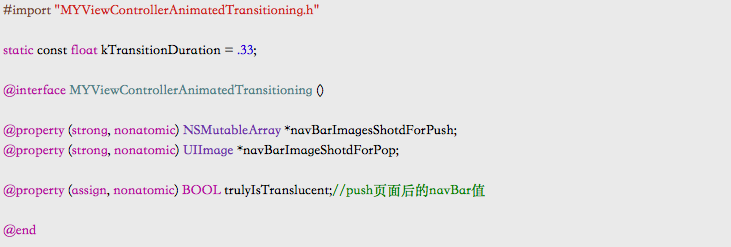 #import "MYViewControllerAnimatedTransitioning.h"
static const float kTransitionDuration = .33;
@interface MYViewControllerAnimatedTransitioning ()
@property (strong, nonatomic) NSMutableArray *navBarImagesShotdForPush;
@property (strong, nonatomic) UIImage *navBarImageShotdForPop;
@property (assign, nonatomic) BOOL trulyIsTranslucent;//push页面后的navBar值
@end